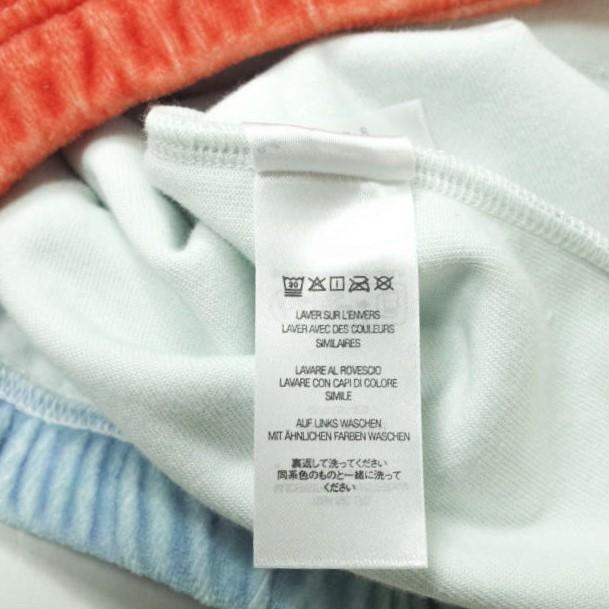 30
LAVER SUR L'ENVERS
LAVER AVEC DES COULEURS
SIMILAIRES
LAVARE AL ROVESCIO
LAVARE CON CAPI DI COLORE
SIMILE
AUF LINKS WASCHEN
MIT ÄHNLICHEN FARBEN WASCHEN
裏返して洗ってください
同系色のものと一緒に洗って
ください